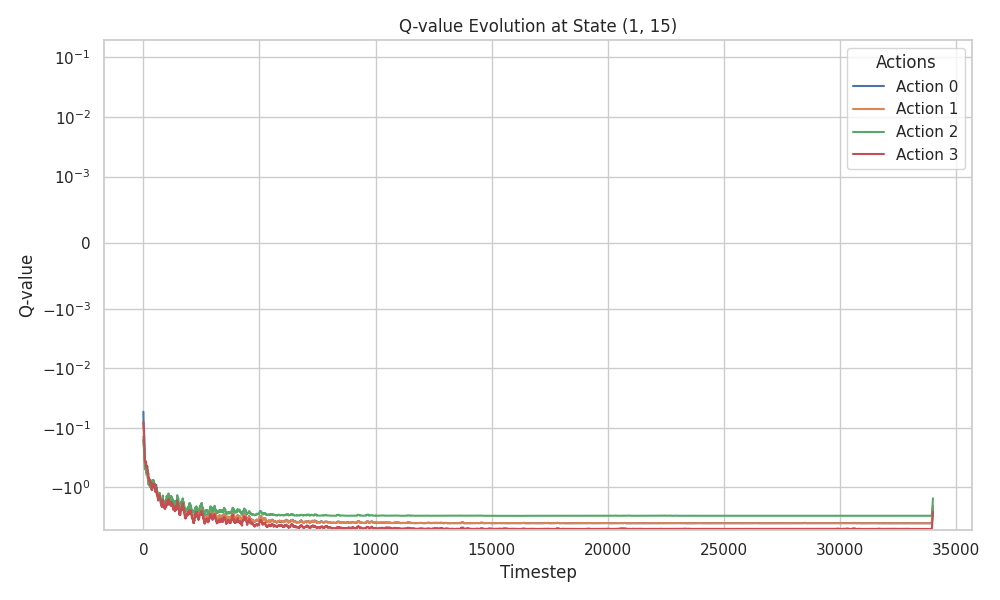 Q-value Evolution at State (1, 15)
Actions
Action 0
Action 1
Action 2
Action 3
Q-value
10⁻¹
10⁻²
10⁻³
0
−10⁻³
−10⁻²
−10⁻¹
−10⁰
0 5000 10000 15000 20000 25000 30000 35000
Timestep